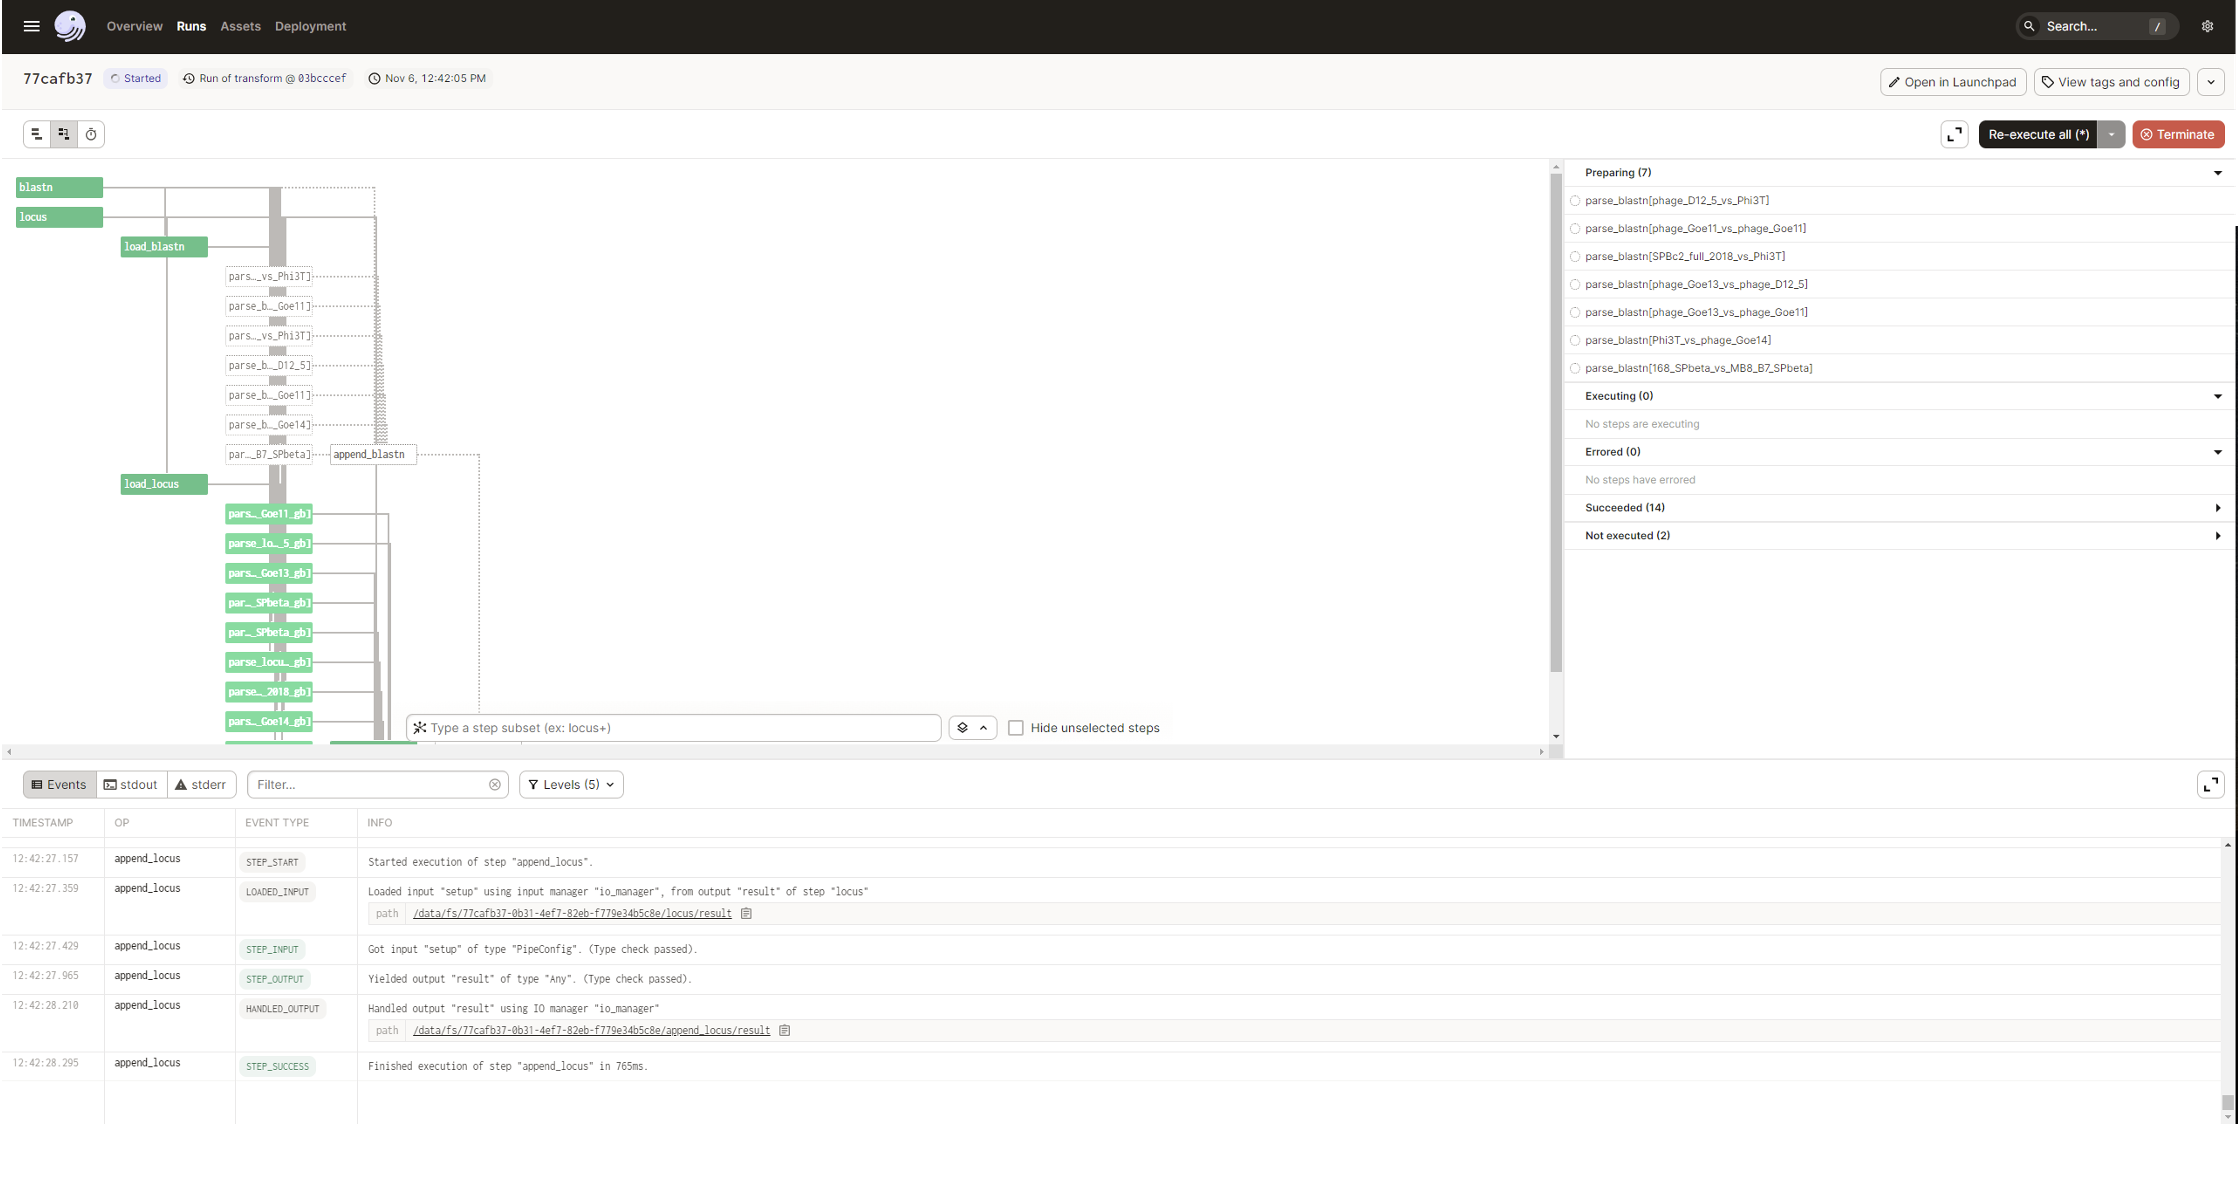 Overview Runs Assets Deployment Search... /
77cafb37 Started Run of transform @ 03bcccef Nov 6, 12:42:05 PM Open in Launchpad View tags and config
Re-execute all (*) Terminate
blastn
locus
load_blastn
pars…_vs_Phi3T]
parse_b…_Goe11]
pars…_vs_Phi3T]
parse_b…_D12_5]
parse_b…_Goe11]
parse_b…_Goe14]
par…_B7_SPbeta]
append_blastn
load_locus
pars…_Goe11_gb]
parse_lo…_5_gb]
pars…_Goe13_gb]
par…_SPbeta_gb]
par…_SPbeta_gb]
parse_locu…_gb]
parse…_2018_gb]
pars…_Goe14_gb]
Type a step subset (ex: locus+) Hide unselected steps
Preparing (7)
parse_blastn[phage_D12_5_vs_Phi3T]
parse_blastn[phage_Goe11_vs_phage_Goe11]
parse_blastn[SPBc2_full_2018_vs_Phi3T]
parse_blastn[phage_Goe13_vs_phage_D12_5]
parse_blastn[phage_Goe13_vs_phage_Goe11]
parse_blastn[Phi3T_vs_phage_Goe14]
parse_blastn[168_SPbeta_vs_MB8_B7_SPbeta]
Executing (0)
No steps are executing
Errored (0)
No steps have errored
Succeeded (14)
Not executed (2)
Events stdout stderr Filter... Levels (5)
TIMESTAMP OP EVENT TYPE INFO
12:42:27.157 append_locus STEP_START Started execution of step "append_locus".
12:42:27.359 append_locus LOADED_INPUT Loaded input "setup" using input manager "io_manager", from output "result" of step "locus"
path /data/fs/77cafb37-0b31-4ef7-82eb-f779e34b5c8e/locus/result
12:42:27.429 append_locus STEP_INPUT Got input "setup" of type "PipeConfig". (Type check passed).
12:42:27.965 append_locus STEP_OUTPUT Yielded output "result" of type "Any". (Type check passed).
12:42:28.210 append_locus HANDLED_OUTPUT Handled output "result" using IO manager "io_manager"
path /data/fs/77cafb37-0b31-4ef7-82eb-f779e34b5c8e/append_locus/result
12:42:28.295 append_locus STEP_SUCCESS Finished execution of step "append_locus" in 765ms.